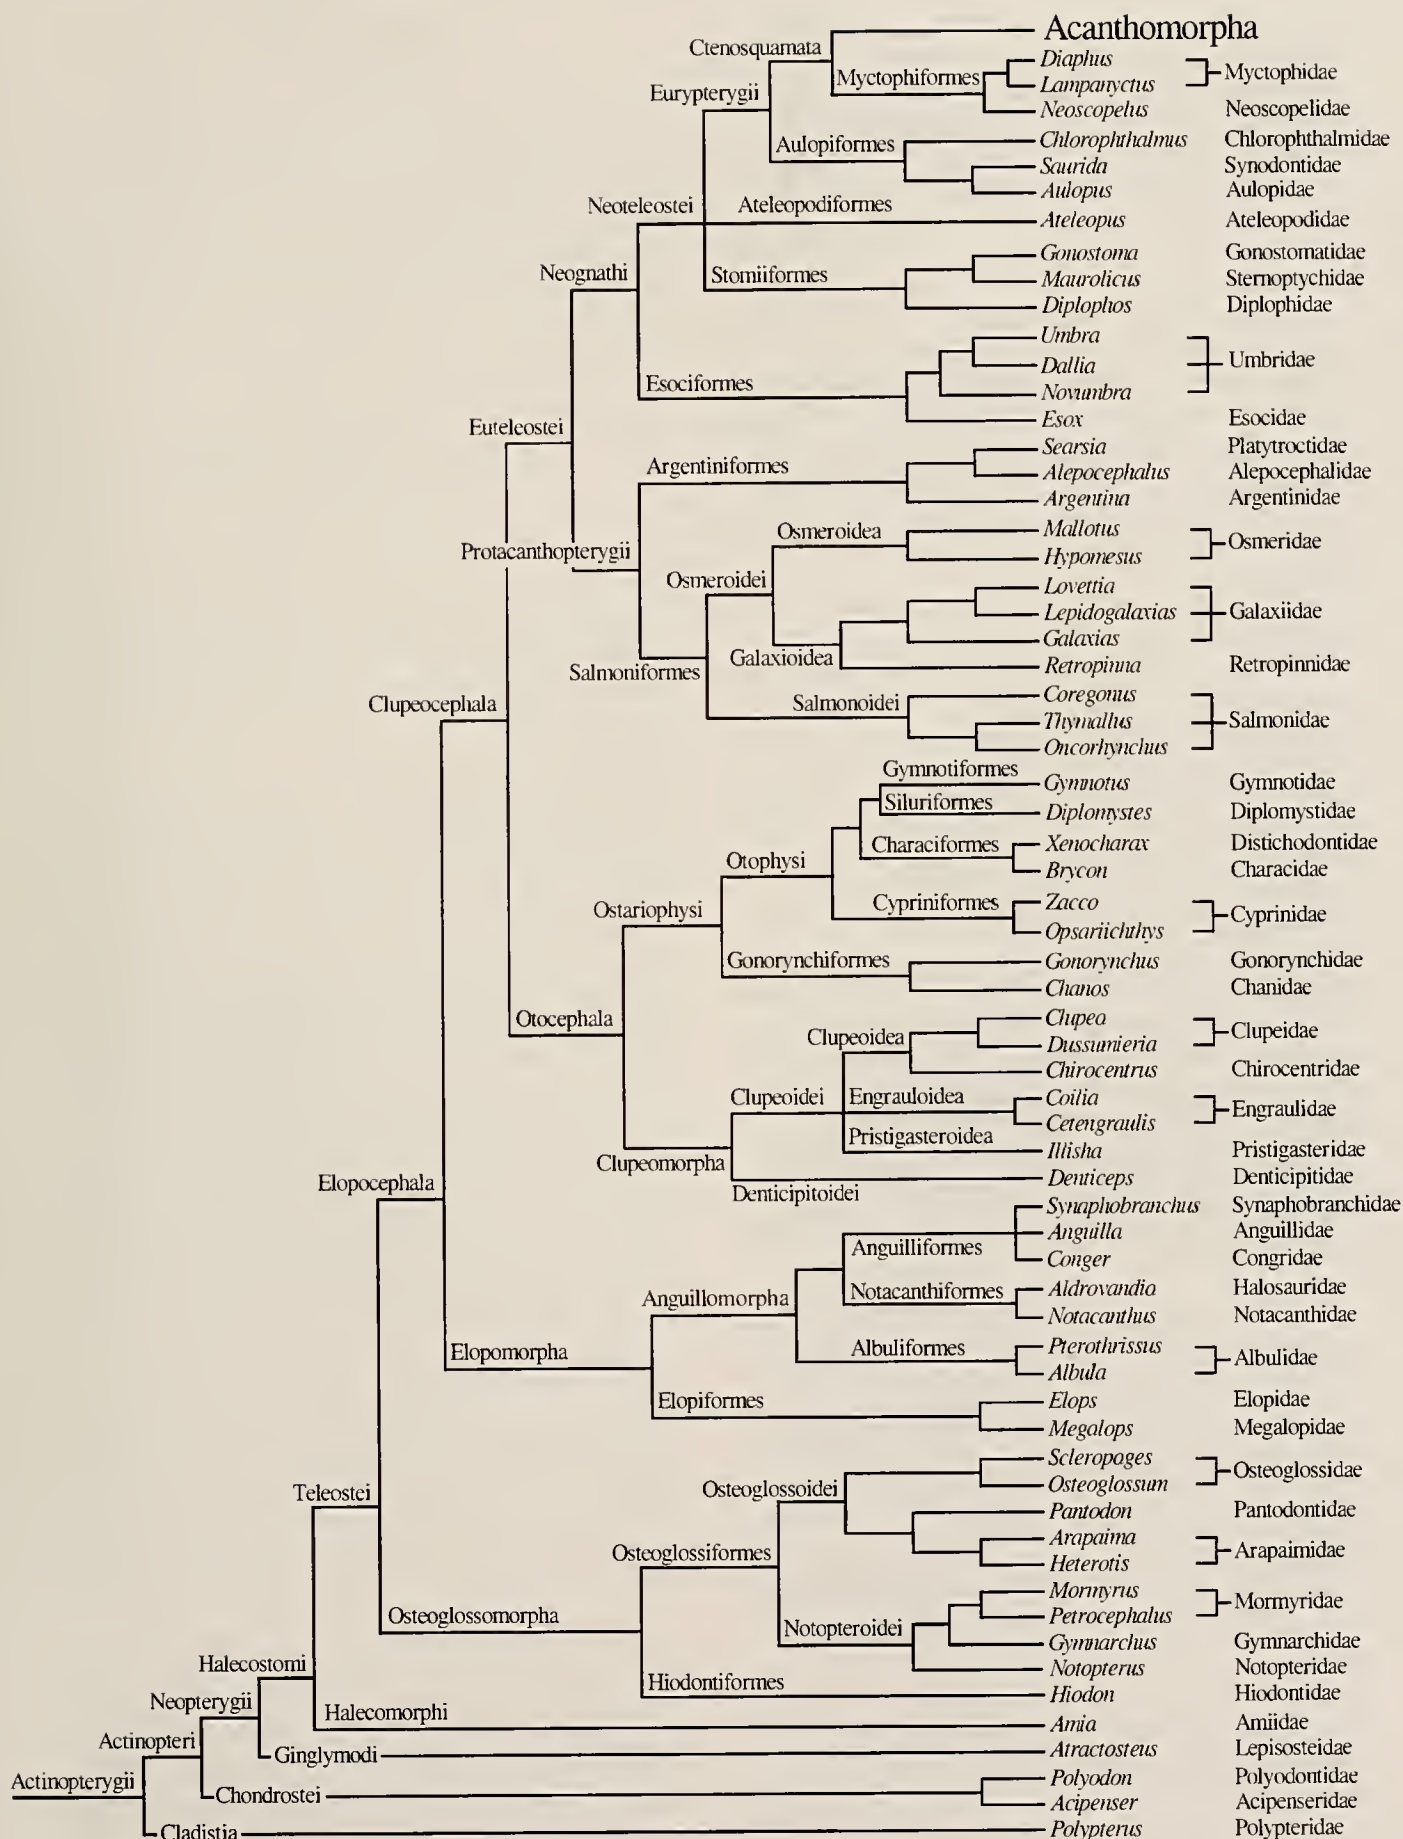 Acanthomorpha
Ctenosquamata
Diaphus
Myctophiformes
Lampanyctus
Myctophidae
Eurypterygii
Neoscopelus Neoscopelidae
Aulopiformes
Chlorophthalmus Chlorophthalmidae
Saurida Synodontidae
Aulopus Aulopidae
Neoteleostei
Ateleopodiformes
Ateleopus Ateleopodidae
Gonostoma Gonostomatidae
Neognathi
Stomiiformes
Maurolicus Sternoptychidae
Diplophos Diplophidae
Umbra
Dallia Umbridae
Esociformes
Novumbra
Esox Esocidae
Euteleostei
Searsia Platytroctidae
Argentiniformes
Alepocephalus Alepocephalidae
Argentina Argentinidae
Osmeroidea
Mallotus
Osmeridae
Protacanthopterygii
Hypomesus
Osmeroidei
Lovettia
Lepidogalaxias Galaxiidae
Galaxias
Galaxioidea
Retropinna Retropinnidae
Salmoniformes
Coregonus
Salmonoidei
Clupeocephala
Thymallus Salmonidae
Oncorhynchus
Gymnotiformes
Gymnotus Gymnotidae
Siluriformes
Diplomystes Diplomystidae
Characiformes
Xenocharax Distichodontidae
Otophysi
Brycon Characidae
Cypriniformes
Zacco
Cyprinidae
Ostariophysi
Opsariichthys
Gonorynchiformes
Gonorynchus Gonorynchidae
Chanos Chanidae
Otocephala
Clupea
Clupeidae
Clupeoidea
Dussumieria
Chirocentrus Chirocentridae
Clupeoidei
Engrauloidea
Coilia
Engraulidae
Cetengraulis
Pristigasteroidea
Illisha Pristigasteridae
Clupeomorpha
Denticeps Denticipitidae
Denticipitoidei
Elopocephala
Synaphobranchus Synaphobranchidae
Anguilla Anguillidae
Anguilliformes
Conger Congridae
Notacanthiformes
Aldrovandia Halosauridae
Anguillomorpha
Notacanthus Notacanthidae
Albuliformes
Pterothrissus
Albulidae
Elopomorpha
Albula
Elopiformes
Elops Elopidae
Megalops Megalopidae
Scleropages
Osteoglossidae
Osteoglossoidei
Osteoglossum
Teleostei
Pantodon Pantodontidae
Arapaima
Arapaimidae
Osteoglossiformes
Heterotis
Mormyrus
Mormyridae
Osteoglossomorpha
Petrocephalus
Notopteroidei
Gymnarchus Gymnarchidae
Halecostomi
Notopterus Notopteridae
Hiodontiformes
Hiodon Hiodontidae
Neopterygii
Halecomorphi
Amia Amiidae
Actinopteri
Ginglymodi
Atractosteus Lepisosteidae
Actinopterygii
Polyodon Polyodontidae
Chondrostei
Acipenser Acipenseridae
Cladistia
Polypterus Polypteridae